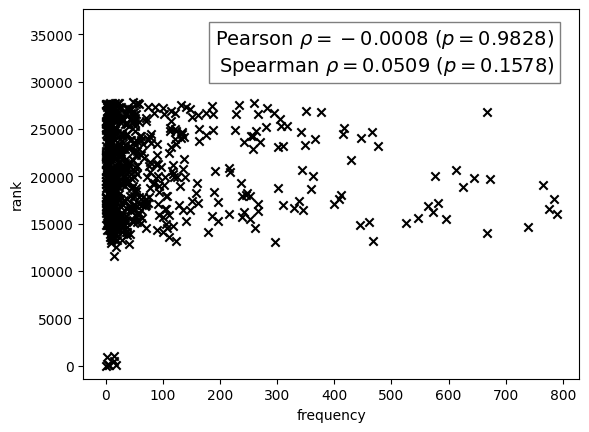 Pearson ρ = −0.0008 (p = 0.9828)
Spearman ρ = 0.0509 (p = 0.1578)
35000
30000
25000
20000
15000
10000
5000
0
rank
0 100 200 300 400 500 600 700 800
frequency